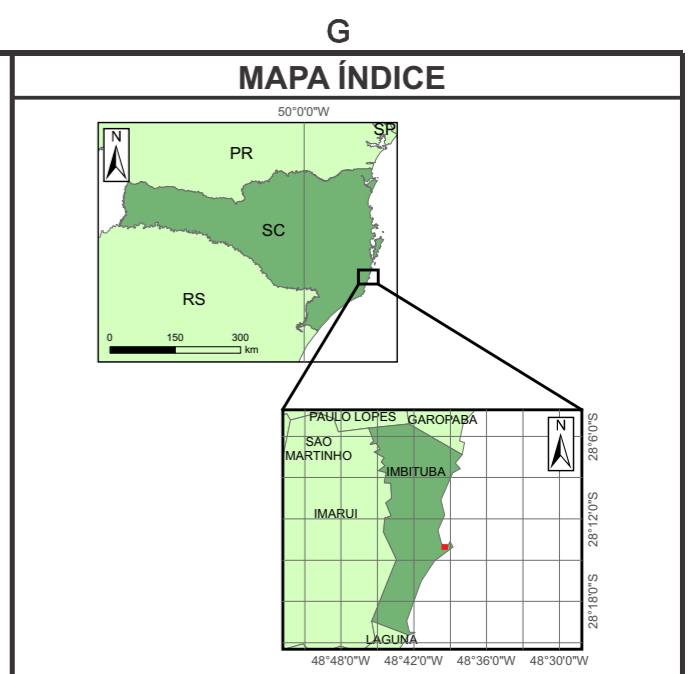 G
MAPA ÍNDICE
50°0'0"W
N
SP
PR
SC
RS
0 150 300
km
PAULO LOPES GAROPABA
N
SAO
MARTINHO
IMBITUBA
IMARUI
LAGUNA
28°6'0"S
28°12'0"S
28°18'0"S
48°48'0"W 48°42'0"W 48°36'0"W 48°30'0"W